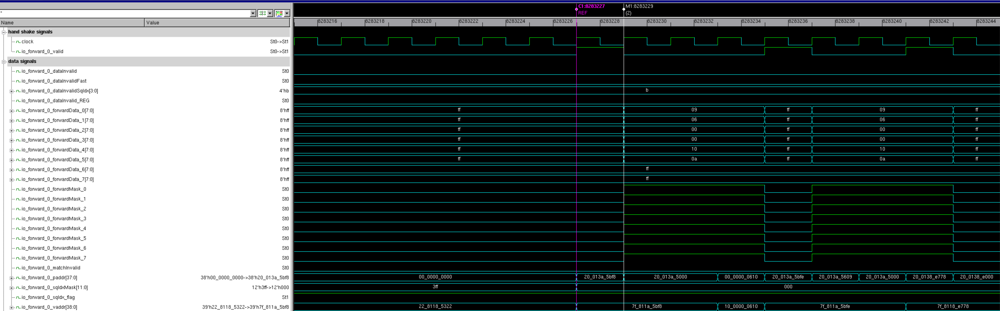 C1:8283227 M1:8283229
* REF (2)
Name Value 8283216 8283218 8283220 8283222 8283224 8283226 8283228 8283230 8283232 8283234 8283236 8283238 8283240 8283242 8283244
hand shake signals
clock St0->St1
io_forward_0_valid St0->St1
data signals
io_forward_0_dataInvalid St0
io_forward_0_dataInvalidFast St0
io_forward_0_dataInvalidSqIdx[3:0] 4'hb b
io_forward_0_dataInvalid_REG St0
io_forward_0_forwardData_0[7:0] 8'hff ff 09 ff 09 ff
io_forward_0_forwardData_1[7:0] 8'hff ff 06 ff 06 ff
io_forward_0_forwardData_2[7:0] 8'hff ff 00 ff 00 ff
io_forward_0_forwardData_3[7:0] 8'hff ff 00 ff 00 ff
io_forward_0_forwardData_4[7:0] 8'hff ff 10 ff 10 ff
io_forward_0_forwardData_5[7:0] 8'hff ff 0a ff 0a ff
io_forward_0_forwardData_6[7:0] 8'hff ff
io_forward_0_forwardData_7[7:0] 8'hff ff
io_forward_0_forwardMask_0 St0
io_forward_0_forwardMask_1 St0
io_forward_0_forwardMask_2 St0
io_forward_0_forwardMask_3 St0
io_forward_0_forwardMask_4 St0
io_forward_0_forwardMask_5 St0
io_forward_0_forwardMask_6 St0
io_forward_0_forwardMask_7 St0
io_forward_0_matchInvalid St0
io_forward_0_paddr[37:0] 38'h00_0000_0000->38'h20_013a_5bf8 00_0000_0000 20_013a_5bf8 20_013a_5000 00_0000_0610 20_013a_5bfe 20_013a_5609 20_013a_5000 20_0138_e778 20_0138_e000
io_forward_0_sqIdxMask[11:0] 12'h3ff->12'h000 3ff 000
io_forward_0_sqIdx_flag St1
io_forward_0_vaddr[38:0] 39'h22_8118_5322->39'h7f_811a_5bf8 22_8118_5322 7f_811a_5bf8 10_0000_0610 7f_811a_5bfe 7f_8118_e778